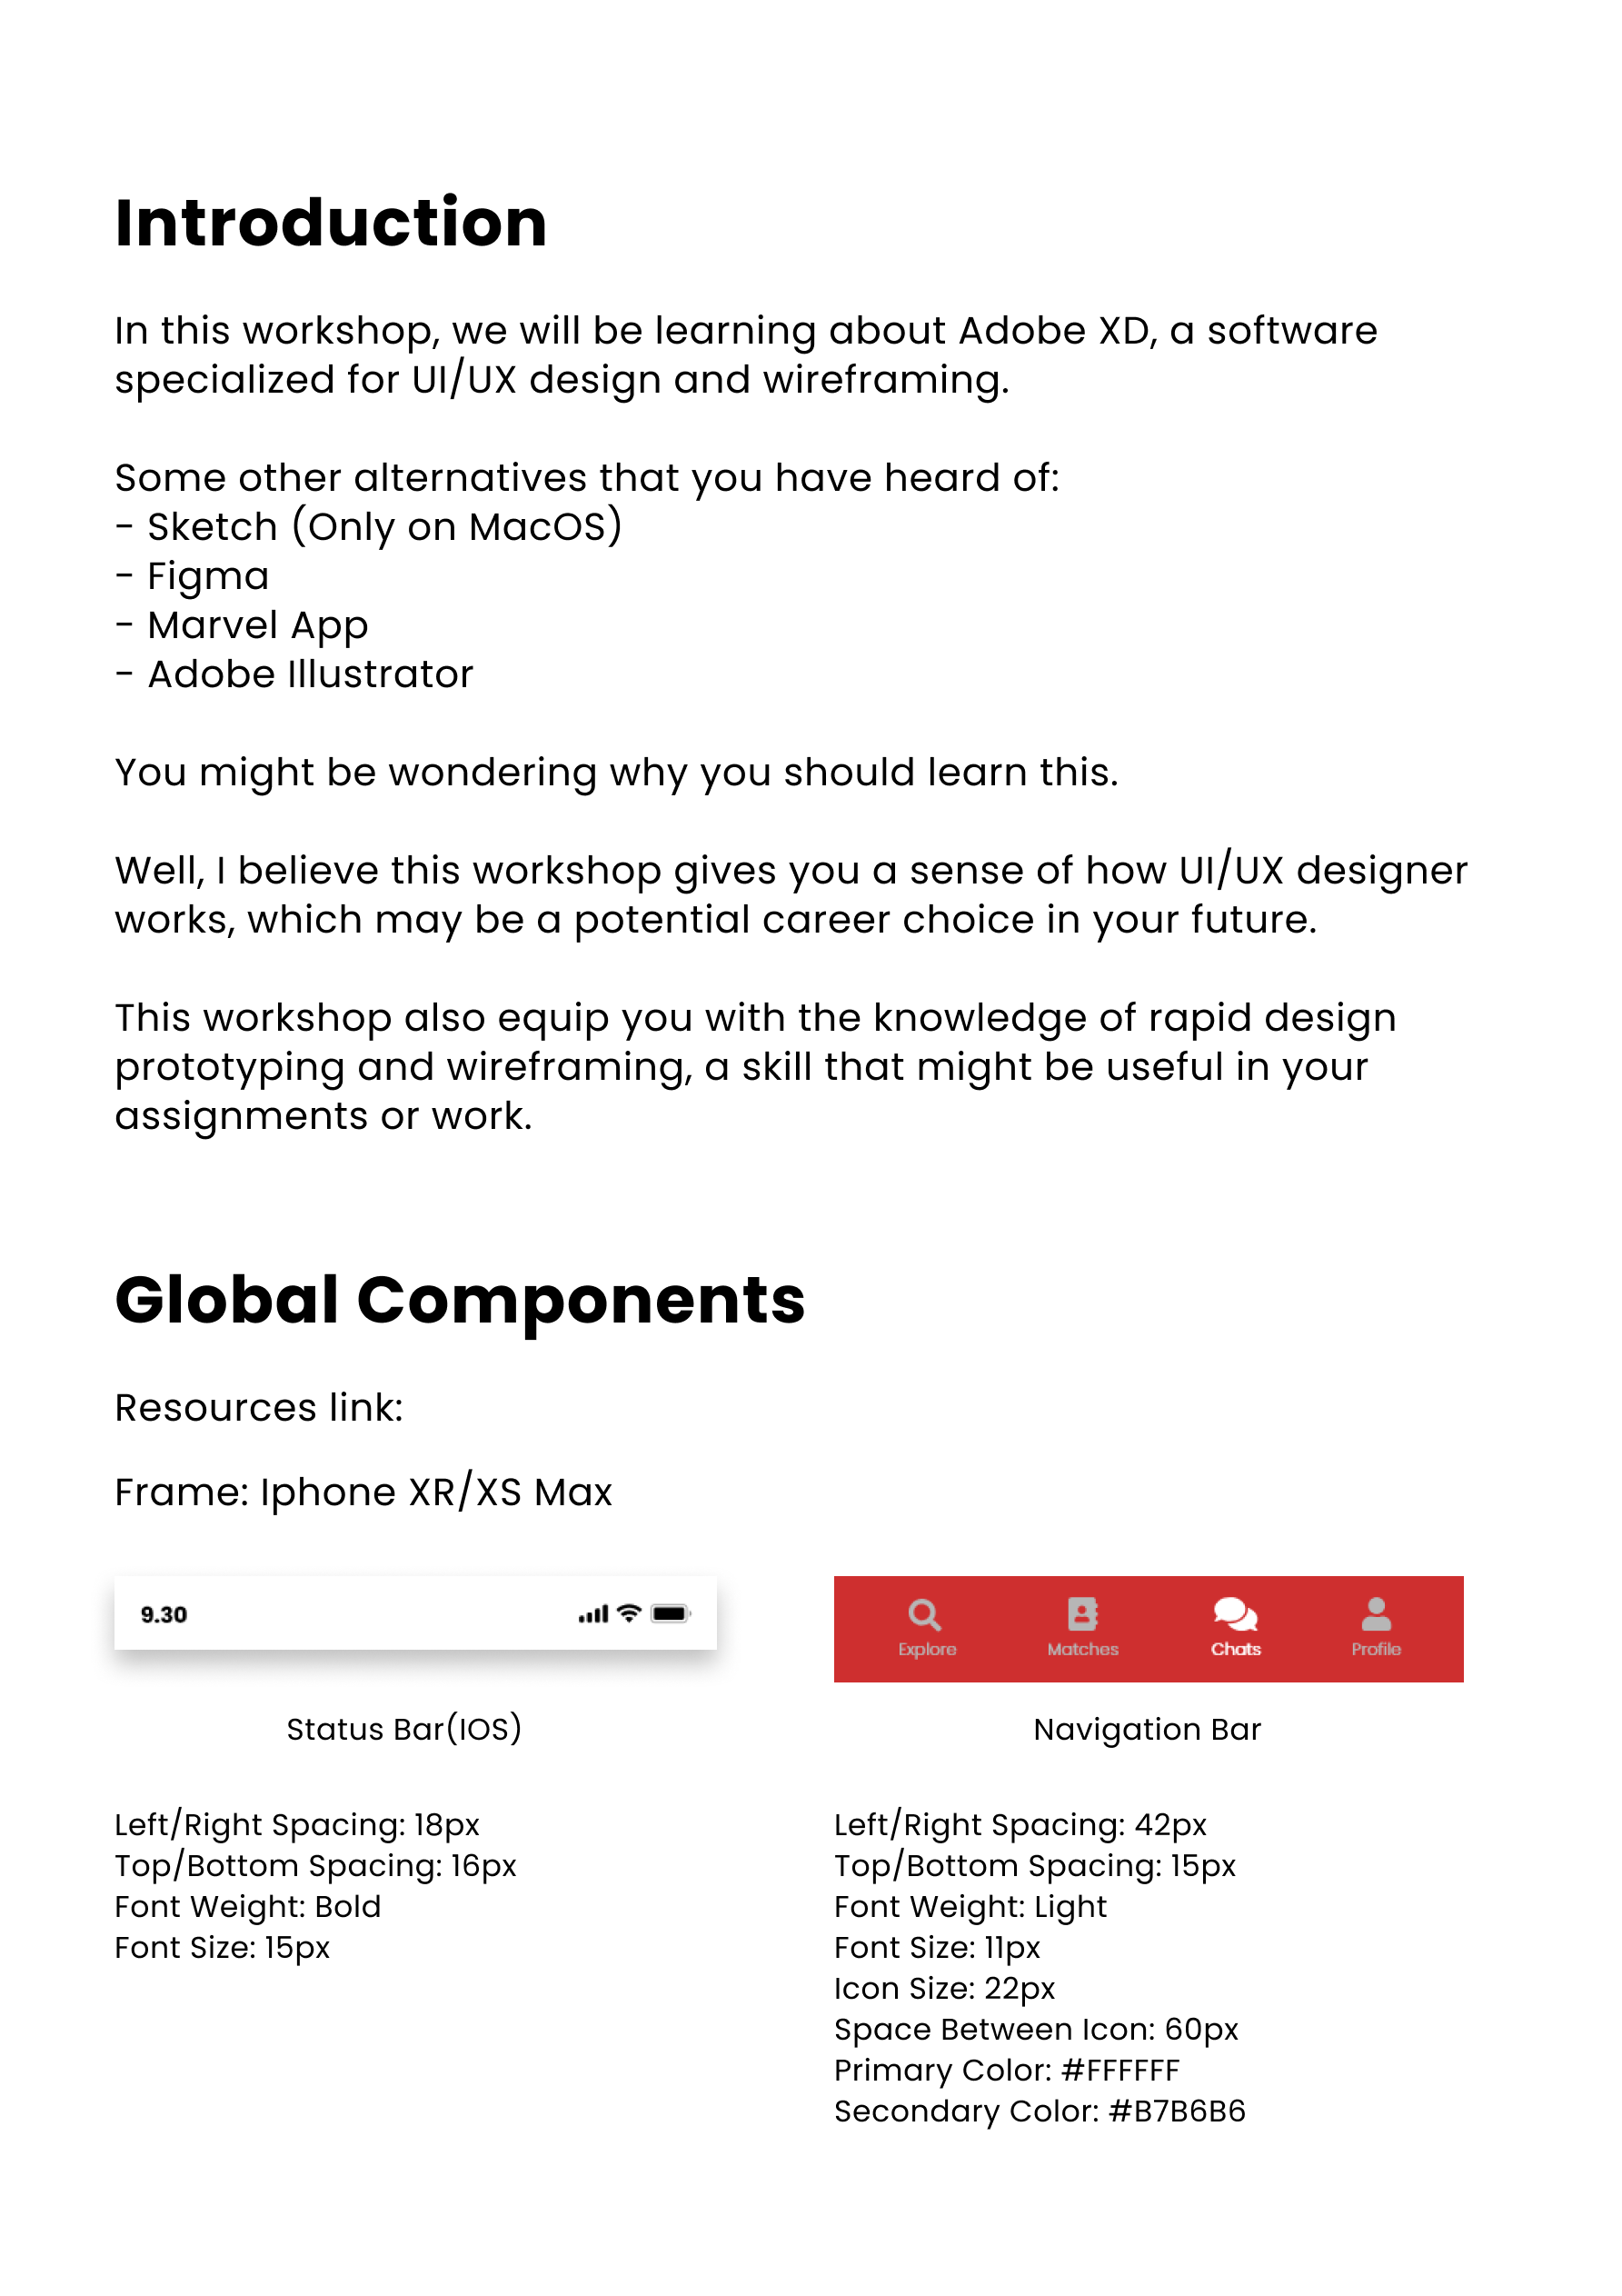 Introduction
In this workshop, we will be learning about Adobe XD, a software
specialized for UI/UX design and wireframing.
Some other alternatives that you have heard of:
- Sketch (Only on MacOS)
- Figma
- Marvel App
- Adobe Illustrator
You might be wondering why you should learn this.
Well, I believe this workshop gives you a sense of how UI/UX designer
works, which may be a potential career choice in your future.
This workshop also equip you with the knowledge of rapid design
prototyping and wireframing, a skill that might be useful in your
assignments or work.
Global Components
Resources link:
Frame: Iphone XR/XS Max
9.30
Status Bar(IOS)
Left/Right Spacing: 18px
Top/Bottom Spacing: 16px
Font Weight: Bold
Font Size: 15px
Explore Matches Chats Profile
Navigation Bar
Left/Right Spacing: 42px
Top/Bottom Spacing: 15px
Font Weight: Light
Font Size: 11px
Icon Size: 22px
Space Between Icon: 60px
Primary Color: #FFFFFF
Secondary Color: #B7B6B6